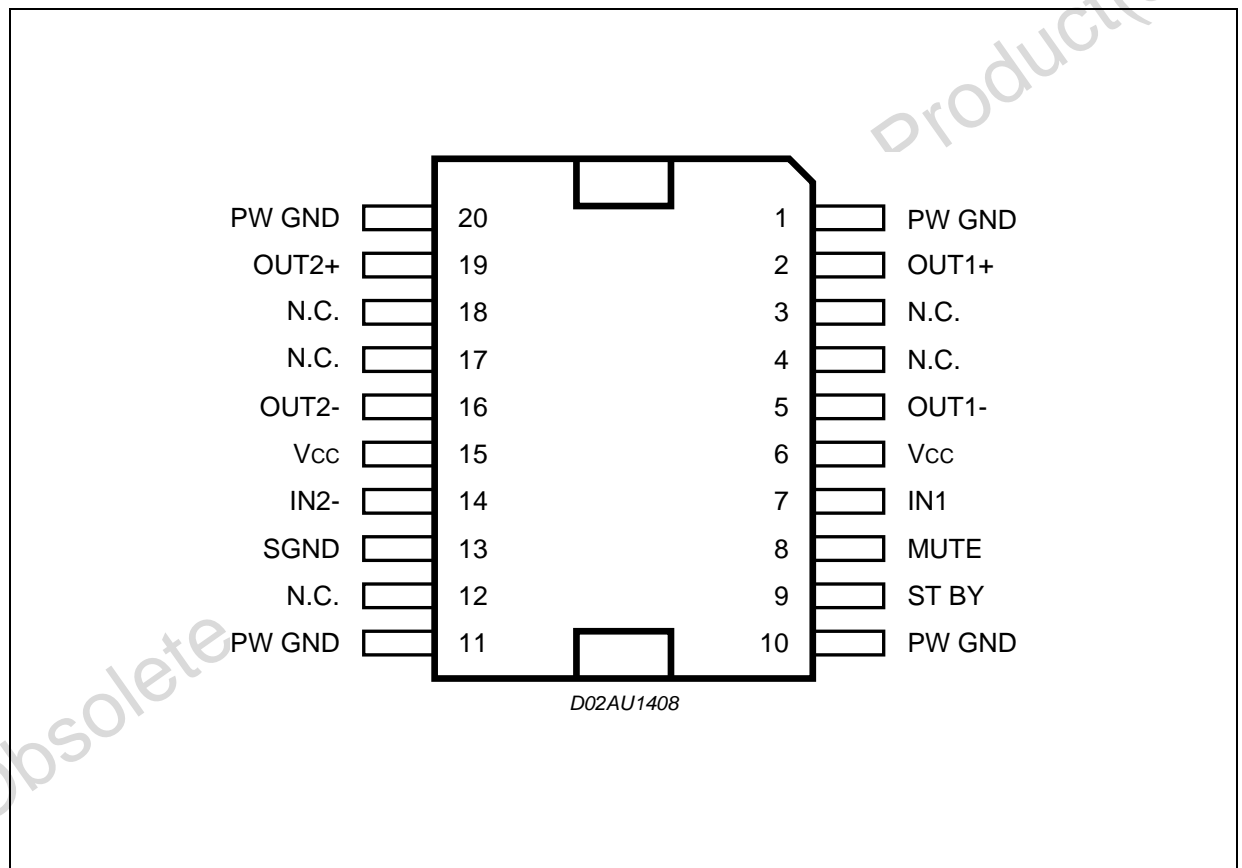 Product(
PW GND 20 1 PW GND
OUT2+ 19 2 OUT1+
N.C. 18 3 N.C.
N.C. 17 4 N.C.
OUT2- 16 5 OUT1-
Vcc 15 6 Vcc
IN2- 14 7 IN1
SGND 13 8 MUTE
N.C. 12 9 ST BY
PW GND 11 10 PW GND
D02AU1408
Obsolete